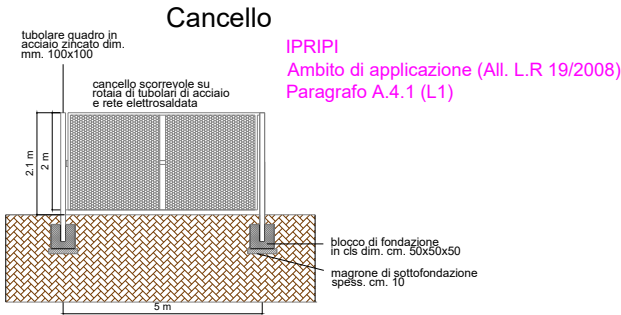 Cancello
tubolare quadro in
acciaio zincato dim.
mm. 100x100
IPRIPI
Ambito di applicazione (All. L.R 19/2008)
Paragrafo A.4.1 (L1)
cancello scorrevole su
rotaia di tubolari di acciaio
e rete elettrosaldata
2.1 m
2 m
blocco di fondazione
in cls dim. cm. 50x50x50
magrone di sottofondazione
spess. cm. 10
5 m